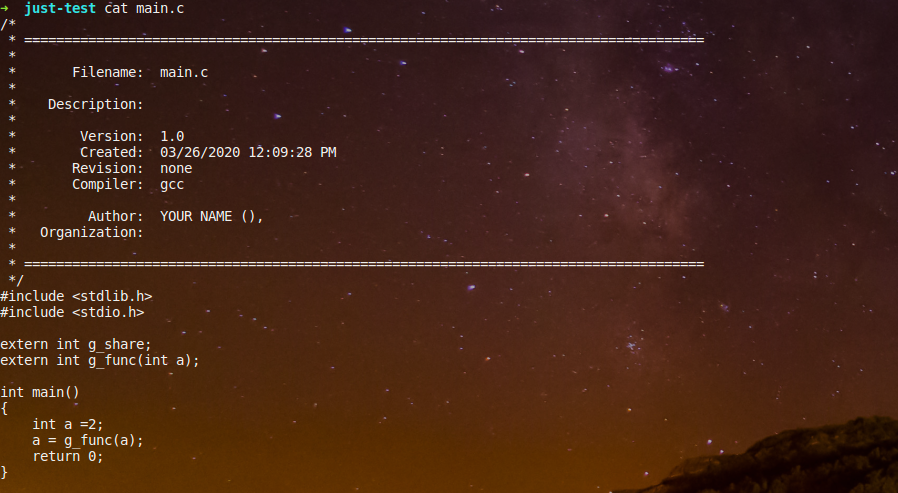 ➜  just-test cat main.c
/*
 * =====================================================================================
 *
 *       Filename:  main.c
 *
 *    Description:
 *
 *        Version:  1.0
 *        Created:  03/26/2020 12:09:28 PM
 *       Revision:  none
 *       Compiler:  gcc
 *
 *         Author:  YOUR NAME (),
 *   Organization:
 *
 * =====================================================================================
 */
#include <stdlib.h>
#include <stdio.h>

extern int g_share;
extern int g_func(int a);

int main()
{
    int a =2;
    a = g_func(a);
    return 0;
}